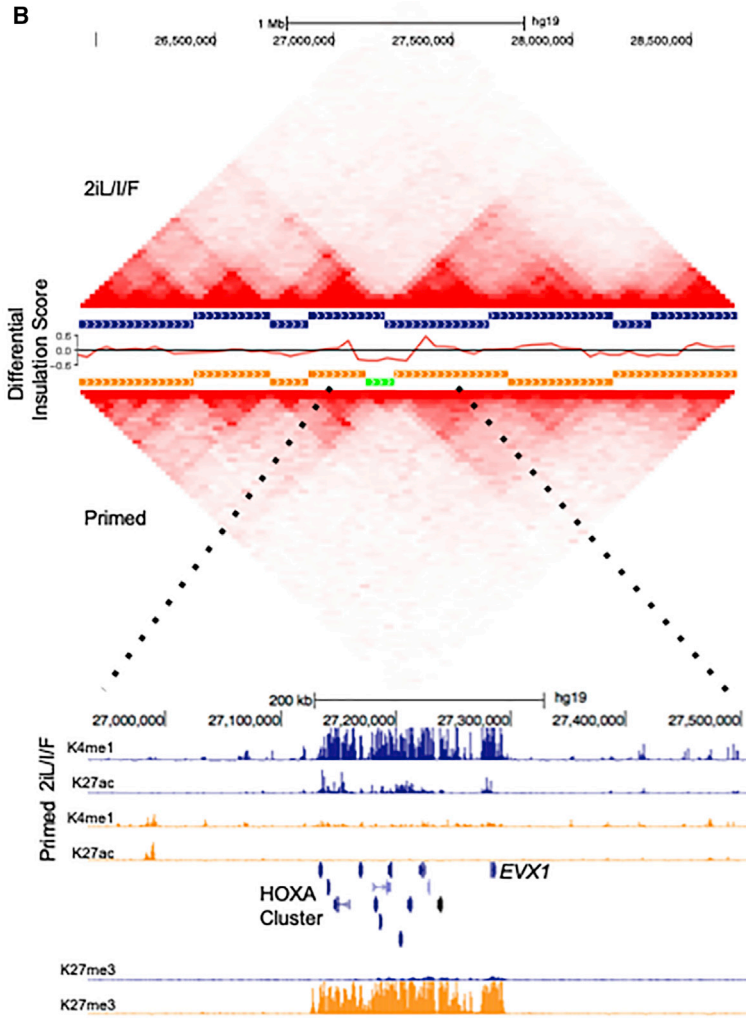 B
1 Mb hg19
26,500,000 27,000,000 27,500,000 28,000,000 28,500,000
2iL/I/F
Differential
Insulation Score
0.5
0.0
-0.5
Primed
200 kb hg19
27,000,000 27,100,000 27,200,000 27,300,000 27,400,000 27,500,000
Primed 2iL/I/F
K4me1
K27ac
K4me1
K27ac
EVX1
HOXA
Cluster
K27me3
K27me3